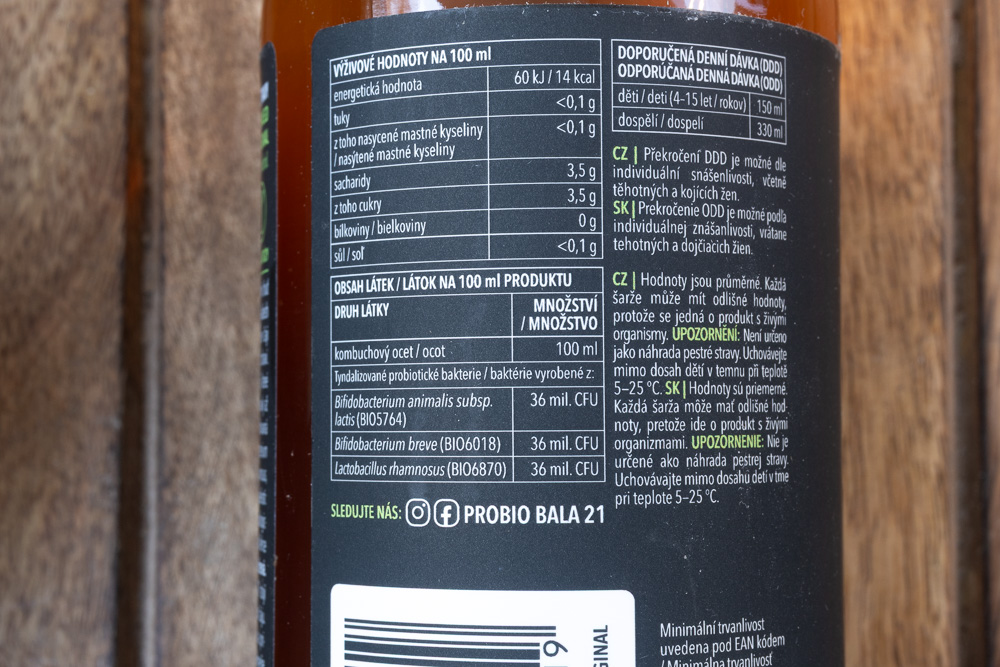 VÝŽIVOVÉ HODNOTY NA 100 ml
energetická hodnota 60 kJ / 14 kcal
tuky <0,1 g
z toho nasycené mastné kyseliny <0,1 g
/ nasýtené mastné kyseliny
sacharidy 3,5 g
z toho cukry 3,5 g
bílkoviny / bielkoviny 0 g
sůl / soľ <0,1 g
OBSAH LÁTEK / LÁTOK NA 100 ml PRODUKTU
DRUH LÁTKY MNOŽSTVÍ
/ MNOŽSTVO
kombuchový ocet / ocot 100 ml
Tyndalizované probiotické bakterie / baktérie vyrobené z:
Bifidobacterium animalis subsp. 36 mil. CFU
lactis (BIO5764)
Bifidobacterium breve (BIO6018) 36 mil. CFU
Lactobacillus rhamnosus (BIO6870) 36 mil. CFU
SLEDUJTE NÁS: PROBIO BALA 21
DOPORUČENÁ DENNÍ DÁVKA (DDD)
ODPORÚČANÁ DENNÁ DÁVKA (ODD)
děti / deti (4–15 let / rokov) 150 ml
dospělí / dospelí 330 ml
CZ | Překročení DDD je možné dle
individuální snášenlivosti, včetně
těhotných a kojících žen.
SK | Prekročenie ODD je možné podľa
individuálnej znášanlivosti, vrátane
tehotných a dojčiacich žien.
CZ | Hodnoty jsou průměrné. Každá
šarže může mít odlišné hodnoty,
protože se jedná o produkt s živými
organismy. UPOZORNĚNÍ: Není určeno
jako náhrada pestré stravy. Uchovávejte
mimo dosah dětí v temnu při teplotě
5–25 °C. SK | Hodnoty sú priemerné.
Každá šarža môže mať odlišné hod-
noty, pretože ide o produkt s živými
organizmami. UPOZORNENIE: Nie je
určené ako náhrada pestrej stravy.
Uchovávajte mimo dosahu detí v tme
pri teplote 5–25 °C.
GINAL
Minimální trvanlivost
uvedena pod EAN kódem
/ Minimálna trvanlivosť